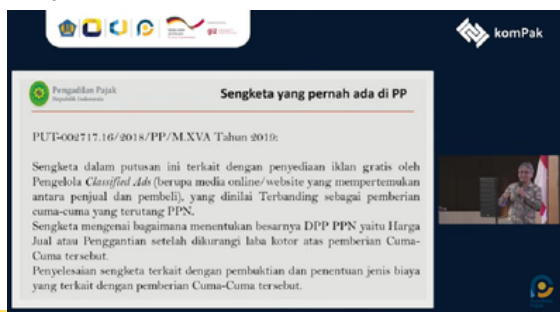 giz
komPak
Pengadilan Pajak
Republik Indonesia
Sengketa yang pernah ada di PP
PUT-002717.16/2018/PP/M.XVA Tahun 2019:
Sengketa dalam putusan ini terkait dengan penyediaan iklan gratis oleh
Pengelola Classified Ads (berupa media online/website yang mempertemukan
antara penjual dan pembeli), yang dinilai Terbanding sebagai pemberian
cuma-cuma yang terutang PPN.
Sengketa mengenai bagaimana menentukan besarnya DPP PPN yaitu Harga
Jual atau Penggantian setelah dikurangi laba kotor atas pemberian Cuma-
Cuma tersebut.
Penyelesaian sengketa terkait dengan pembuktian dan penentuan jenis biaya
yang terkait dengan pemberian Cuma-Cuma tersebut.